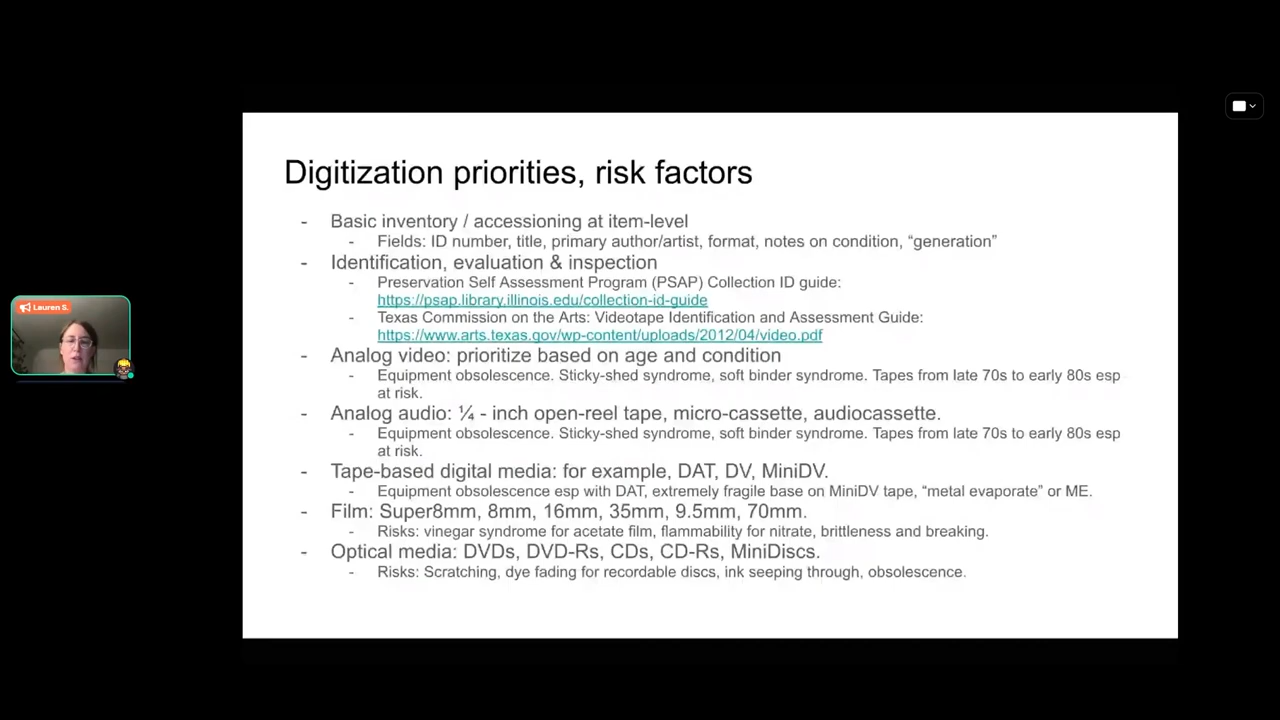 Digitization priorities, risk factors
- Basic inventory / accessioning at item-level
- Fields: ID number, title, primary author/artist, format, notes on condition, “generation”
- Identification, evaluation & inspection
- Preservation Self Assessment Program (PSAP) Collection ID guide:
https://psap.library.illinois.edu/collection-id-guide
- Texas Commission on the Arts: Videotape Identification and Assessment Guide:
https://www.arts.texas.gov/wp-content/uploads/2012/04/video.pdf
- Analog video: prioritize based on age and condition
- Equipment obsolescence. Sticky-shed syndrome, soft binder syndrome. Tapes from late 70s to early 80s esp
at risk.
- Analog audio: ¼ - inch open-reel tape, micro-cassette, audiocassette.
- Equipment obsolescence. Sticky-shed syndrome, soft binder syndrome. Tapes from late 70s to early 80s esp
at risk.
- Tape-based digital media: for example, DAT, DV, MiniDV.
- Equipment obsolescence esp with DAT, extremely fragile base on MiniDV tape, “metal evaporate” or ME.
- Film: Super8mm, 8mm, 16mm, 35mm, 9.5mm, 70mm.
- Risks: vinegar syndrome for acetate film, flammability for nitrate, brittleness and breaking.
- Optical media: DVDs, DVD-Rs, CDs, CD-Rs, MiniDiscs.
- Risks: Scratching, dye fading for recordable discs, ink seeping through, obsolescence.
Lauren S.